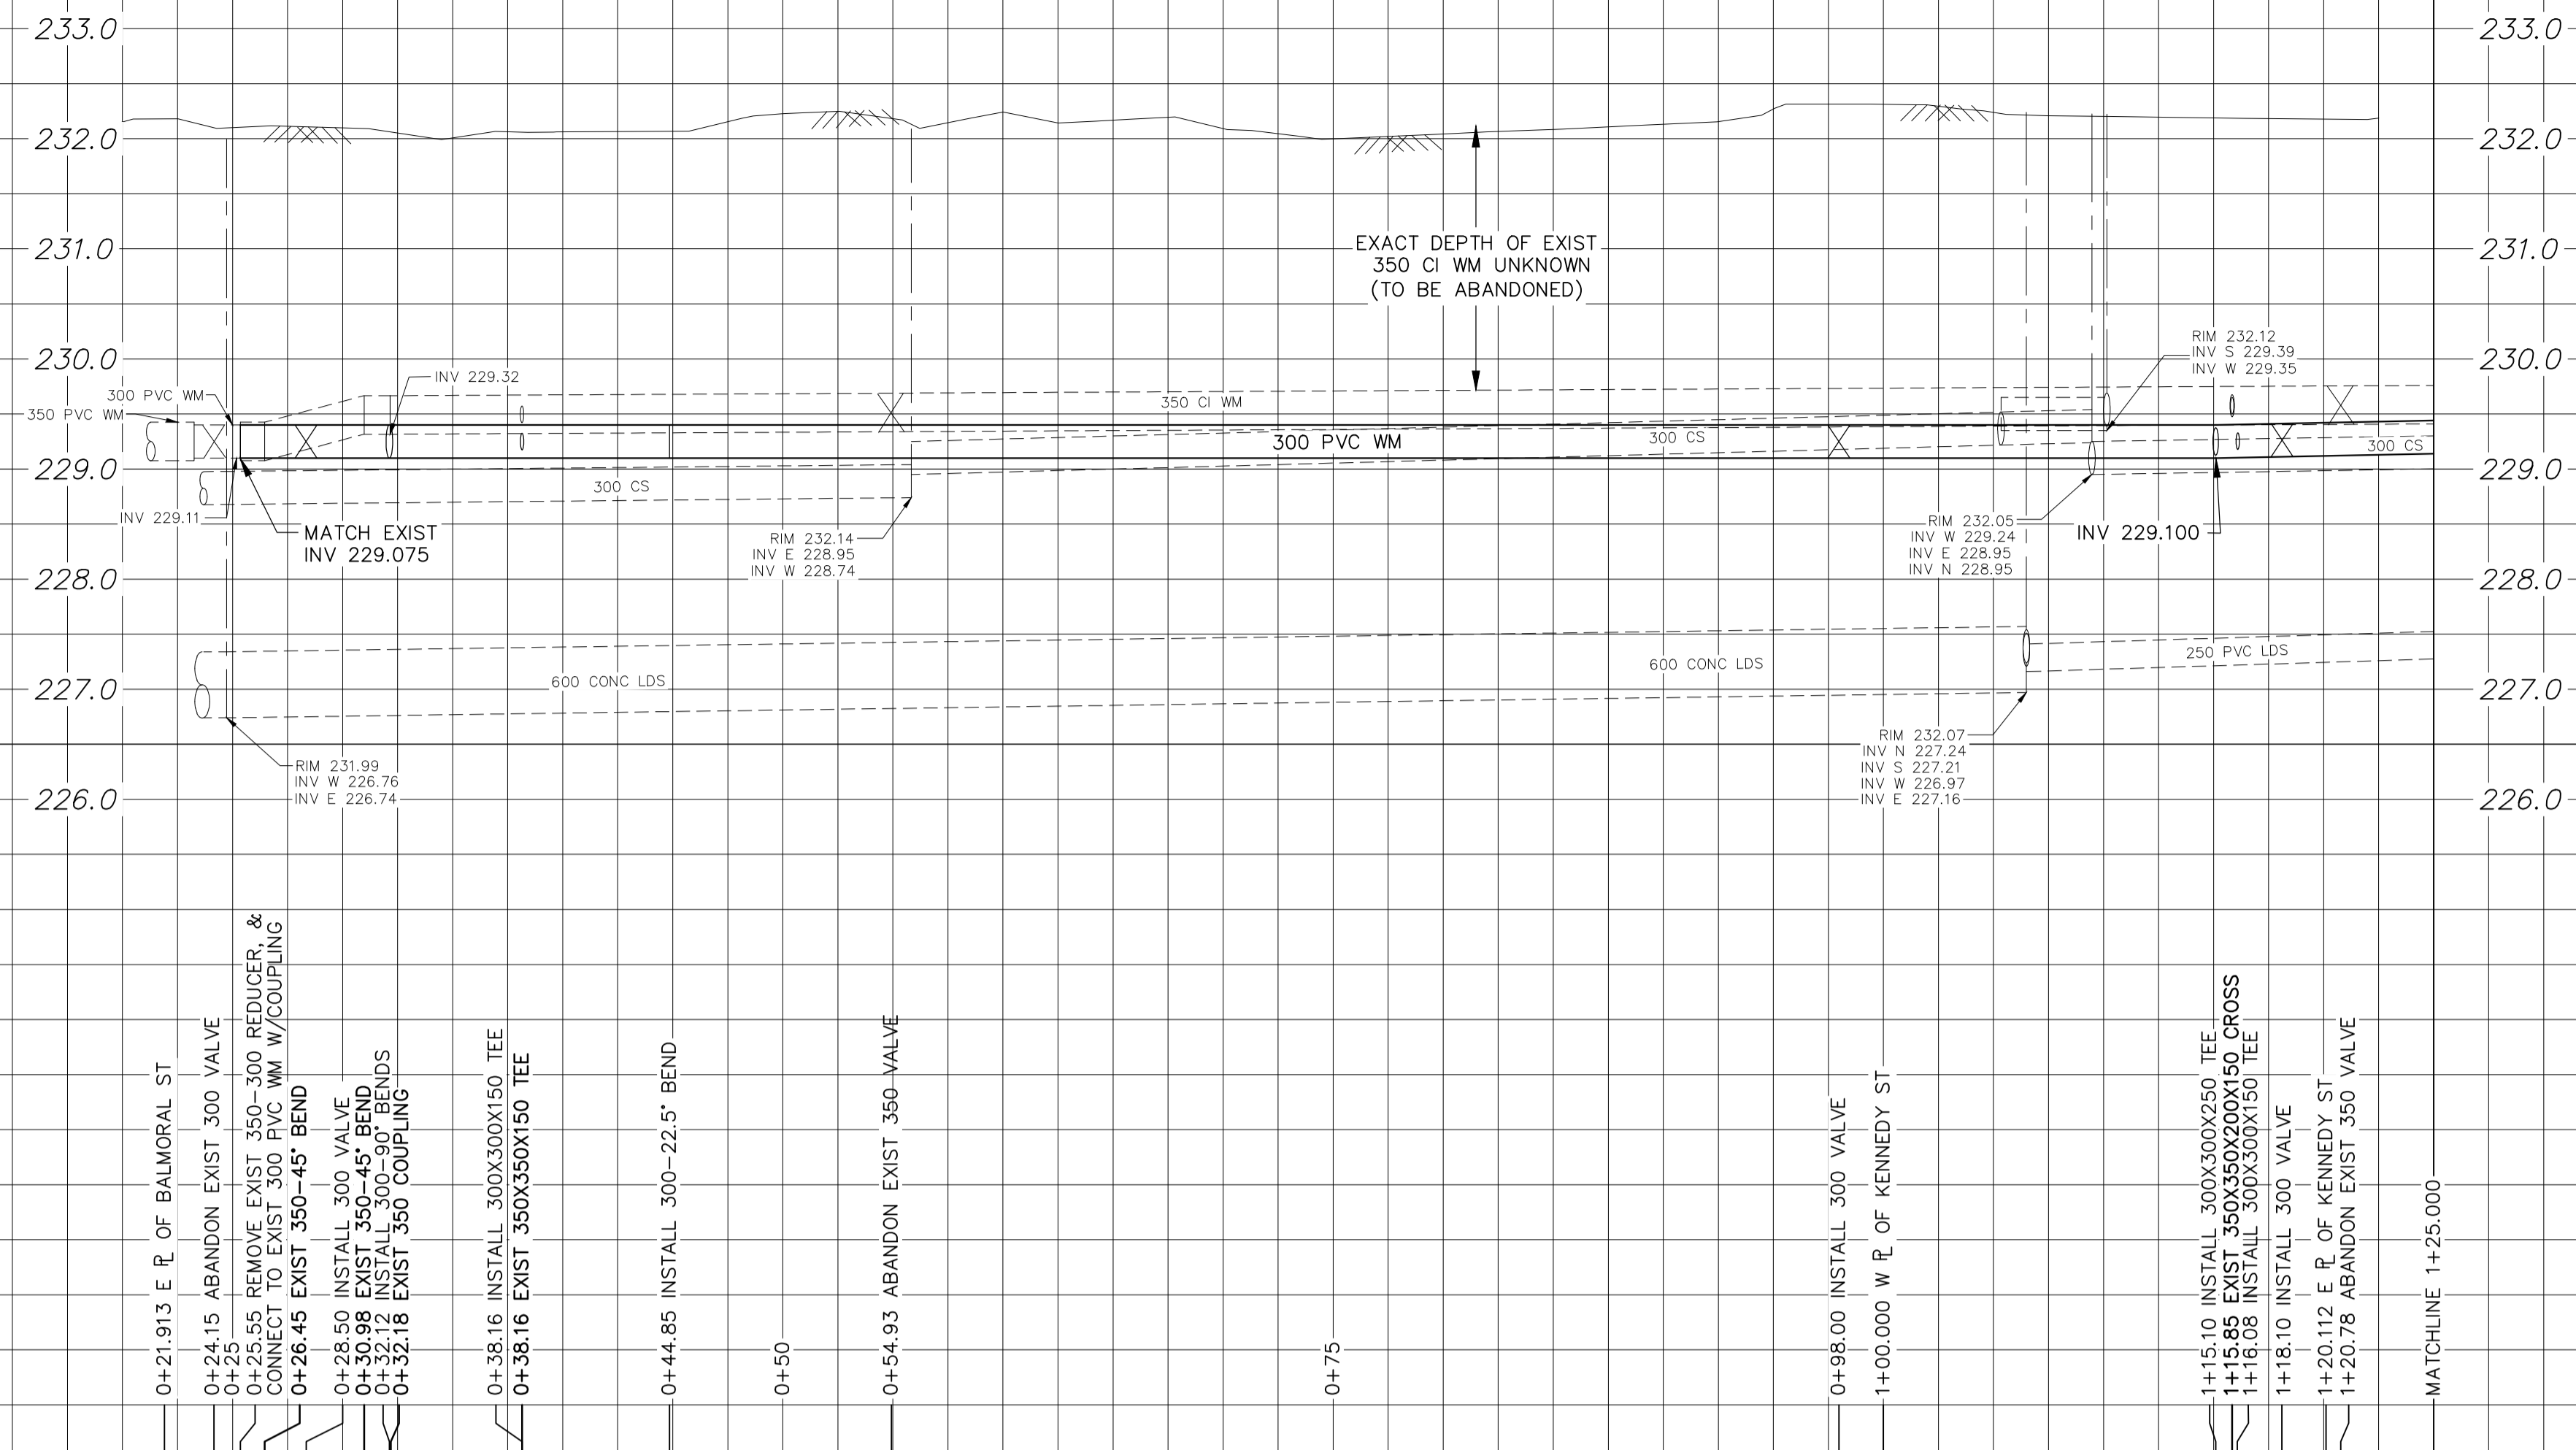 233.0
233.0
232.0
232.0
231.0
231.0
EXACT DEPTH OF EXIST
350 CI WM UNKNOWN
(TO BE ABANDONED)
230.0
230.0
RIM 232.12
INV S 229.39
INV W 229.35
INV 229.32
300 PVC WM
350 PVC WM
350 CI WM
300 PVC WM
300 CS
300 CS
229.0
229.0
300 CS
INV 229.11
MATCH EXIST
INV 229.075
RIM 232.14
INV E 228.95
INV W 228.74
RIM 232.05
INV W 229.24
INV E 228.95
INV N 228.95
INV 229.100
228.0
228.0
600 CONC LDS
600 CONC LDS
250 PVC LDS
227.0
227.0
RIM 231.99
INV W 226.76
INV E 226.74
RIM 232.07
INV N 227.24
INV S 227.21
INV W 226.97
INV E 227.16
226.0
226.0
0+21.913 E ⅊ OF BALMORAL ST
0+24.15 ABANDON EXIST 300 VALVE
0+25
0+25.55 REMOVE EXIST 350-300 REDUCER, &
CONNECT TO EXIST 300 PVC WM W/COUPLING
0+26.45 EXIST 350-45° BEND
0+28.50 INSTALL 300 VALVE
0+30.98 EXIST 350-45° BEND
0+32.12 INSTALL 300-90° BENDS
0+32.18 EXIST 350 COUPLING
0+38.16 INSTALL 300X300X150 TEE
0+38.16 EXIST 350X350X150 TEE
0+44.85 INSTALL 300-22.5° BEND
0+50
0+54.93 ABANDON EXIST 350 VALVE
0+75
0+98.00 INSTALL 300 VALVE
1+00.000 W ⅊ OF KENNEDY ST
1+15.10 INSTALL 300X300X250 TEE
1+15.85 EXIST 350X350X200X150 CROSS
1+16.08 INSTALL 300X300X150 TEE
1+18.10 INSTALL 300 VALVE
1+20.112 E ⅊ OF KENNEDY ST
1+20.78 ABANDON EXIST 350 VALVE
MATCHLINE 1+25.000